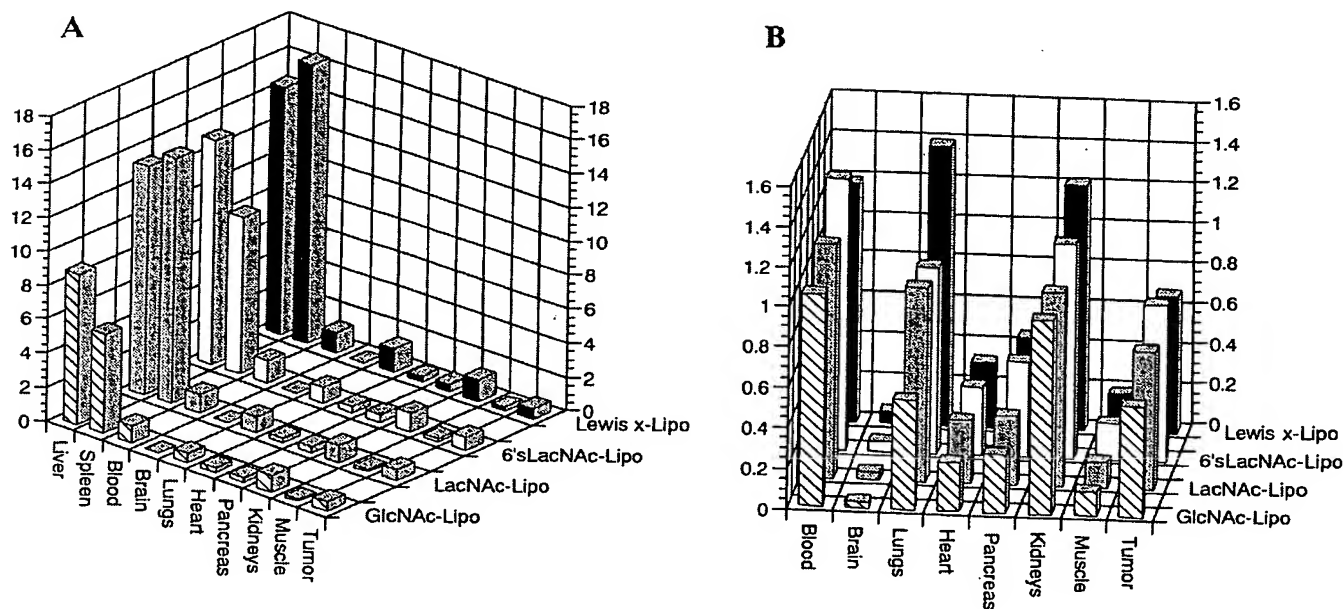 A
18
16
14
12
10
8
6
4
2
0
18
16
14
12
10
8
6
4
2
0
Liver
Spleen
Blood
Brain
Lungs
Heart
Pancreas
Kidneys
Muscle
Tumor
Lewis x-Lipo
6'sLacNAc-Lipo
LacNAc-Lipo
GlcNAc-Lipo
B
1.6
1.4
1.2
1
0.8
0.6
0.4
0.2
0
1.6
1.4
1.2
1
0.8
0.6
0.4
0.2
0
Blood
Brain
Lungs
Heart
Pancreas
Kidneys
Muscle
Tumor
Lewis x-Lipo
6'sLacNAc-Lipo
LacNAc-Lipo
GlcNAc-Lipo